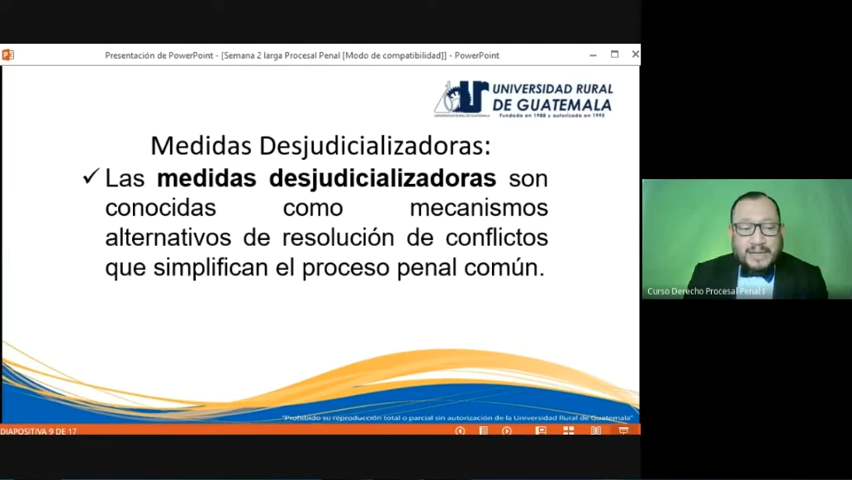 Presentación de PowerPoint - [Semana 2 larga Procesal Penal [Modo de compatibilidad]] - PowerPoint
UNIVERSIDAD RURAL
DE GUATEMALA
Fundada en 1988 y autorizada en 1995
Medidas Desjudicializadoras:
✓ Las medidas desjudicializadoras son
conocidas como mecanismos
alternativos de resolución de conflictos
que simplifican el proceso penal común.
Curso Derecho Procesal Penal I
"Prohibido su reproducción total o parcial sin autorización de la Universidad Rural de Guatemala"
DIAPOSITIVA 9 DE 17